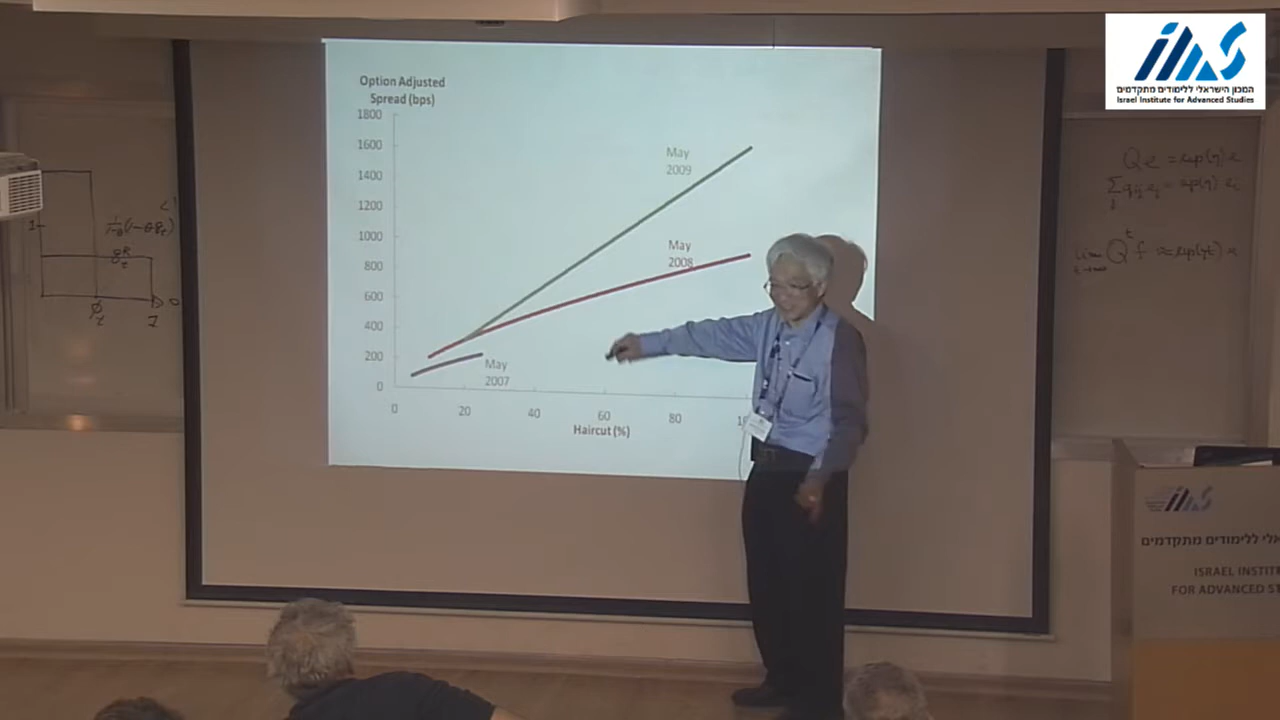 המכון הישראלי ללימודים מתקדמים
Israel Institute for Advanced Studies
Option Adjusted
Spread (bps)
1800
1600
1400
1200
1000
800
600
400
200
0
May
2009
May
2008
May
2007
0
20
40
60
80
Haircut (%)
ללימודים מתקדמים
ISRAEL
FOR ADVANCED